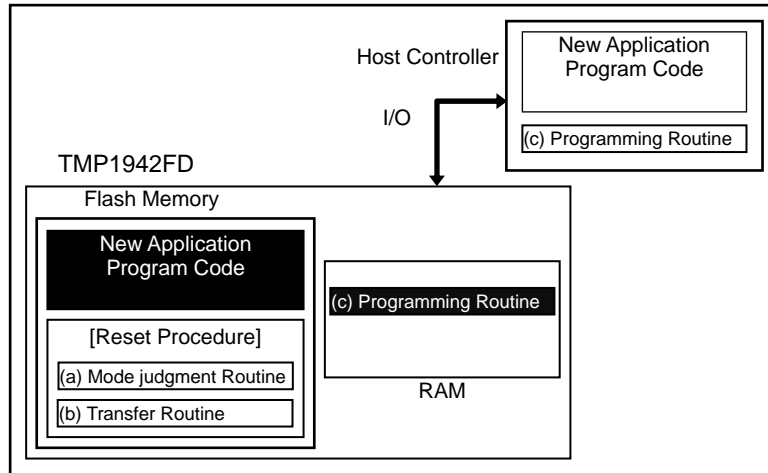 Host Controller
New Application
Program Code
(c) Programming Routine
I/O
TMP1942FD
Flash Memory
New Application
Program Code
[Reset Procedure]
(a) Mode judgment Routine
(b) Transfer Routine
(c) Programming Routine
RAM